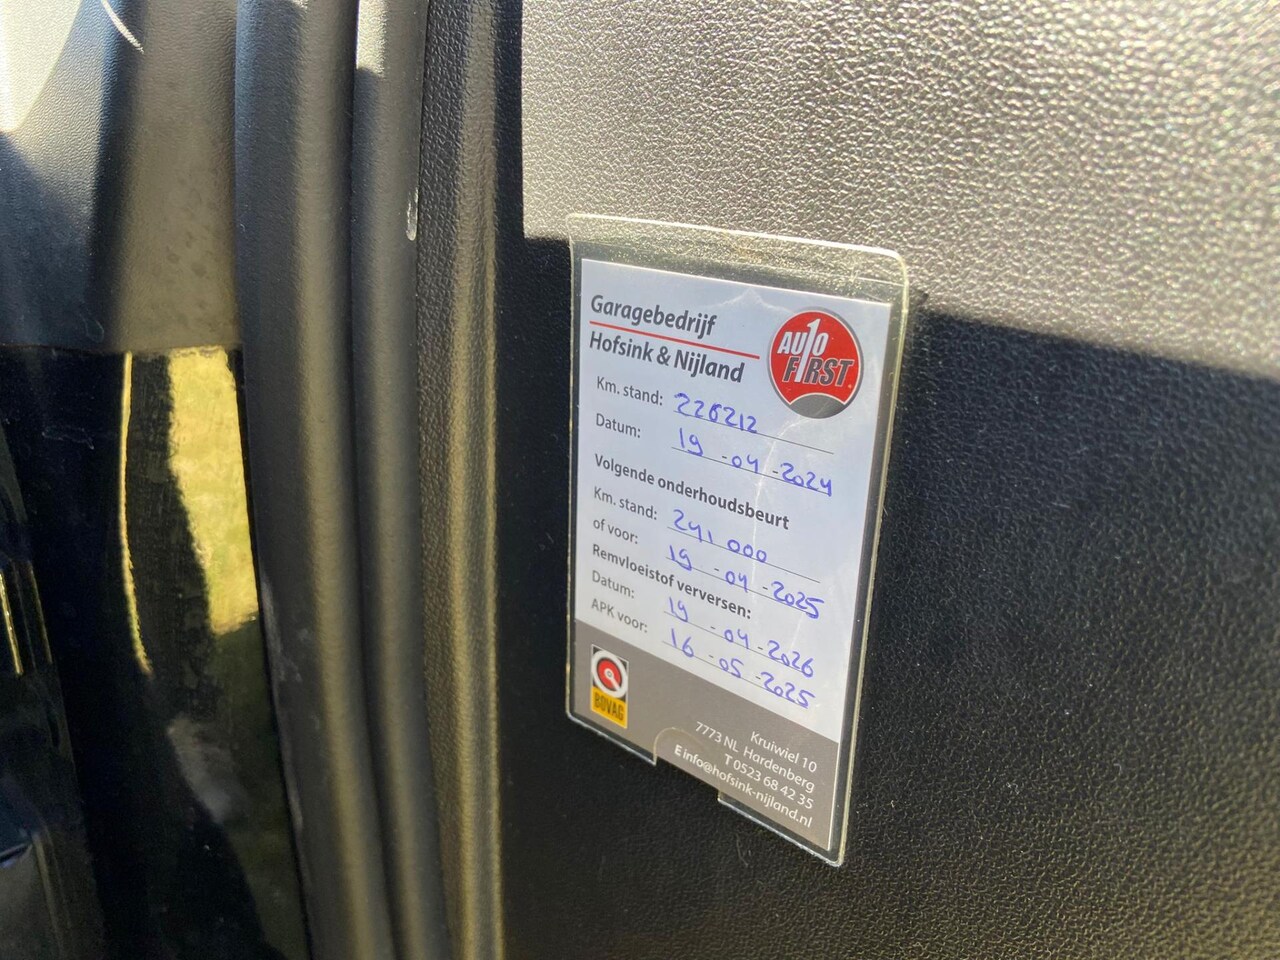 Garagebedrijf
Hofsink & Nijland
AUTO
F1RST
Km. stand: 226212
Datum: 19-04-2024
Volgende onderhoudsbeurt
Km. stand: 241 000
of voor: 19-04-2025
Remvloeistof verversen:
Datum: 19-04-2026
APK voor: 16-05-2025
BOVAG
Kruiwiel 10
7773 NL Hardenberg
T 0523 68 42 35
E info@hofsink-nijland.nl